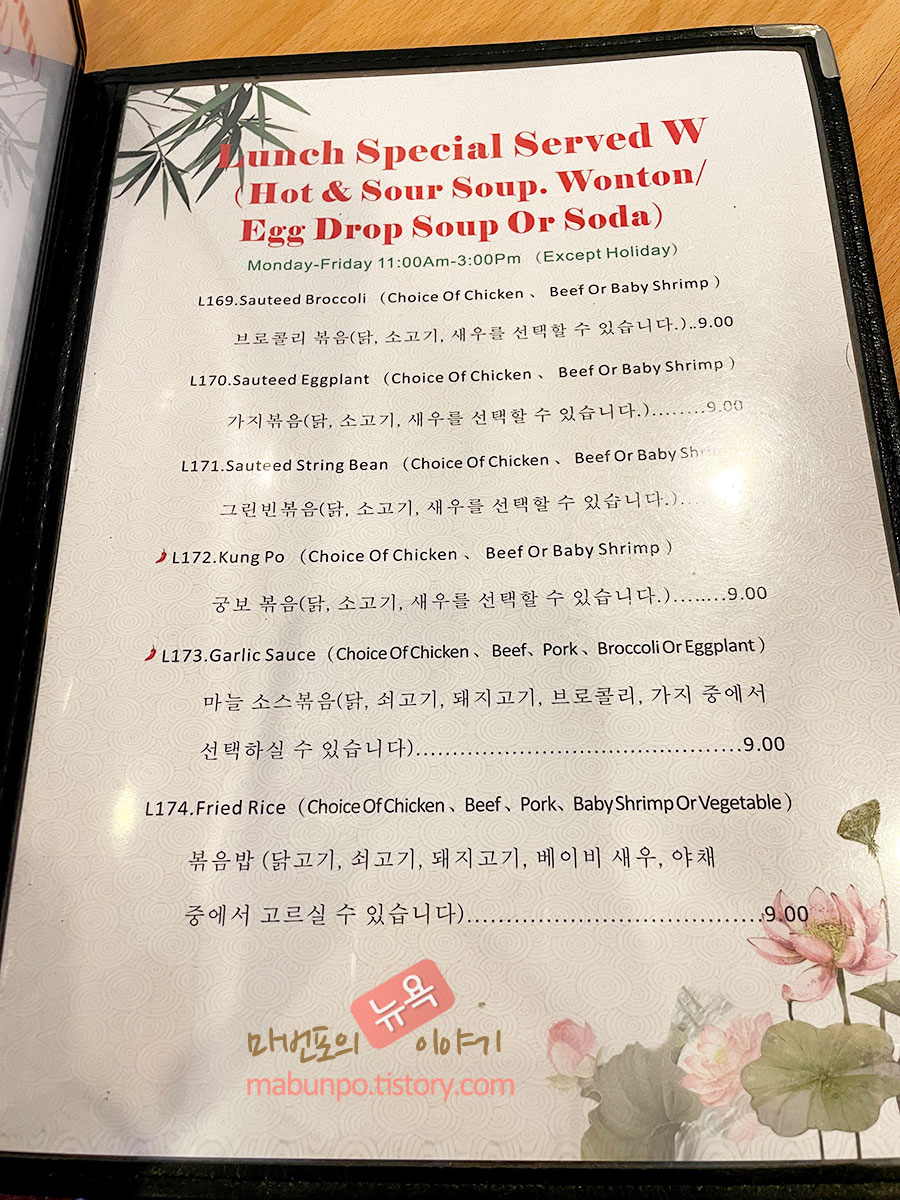 Lunch Special Served W
(Hot & Sour Soup. Wonton/
Egg Drop Soup Or Soda)
Monday-Friday 11:00Am-3:00Pm (Except Holiday)
L169.Sauteed Broccoli (Choice Of Chicken 、 Beef Or Baby Shrimp )
브로콜리 볶음(닭, 소고기, 새우를 선택할 수 있습니다.)..9.00
L170.Sauteed Eggplant (Choice Of Chicken 、 Beef Or Baby Shrimp )
가지볶음(닭, 소고기, 새우를 선택할 수 있습니다.)........9.00
L171.Sauteed String Bean (Choice Of Chicken 、 Beef Or Baby
그린빈볶음(닭, 소고기, 새우를 선택할 수 있습니다.)....
L172.Kung Po (Choice Of Chicken 、 Beef Or Baby Shrimp )
궁보 볶음(닭, 소고기, 새우를 선택할 수 있습니다.)........9.00
L173.Garlic Sauce (Choice Of Chicken 、 Beef、 Pork 、 Broccoli Or Eggplant )
마늘 소스볶음(닭, 쇠고기, 돼지고기, 브로콜리, 가지 중에서
선택하실 수 있습니다)............................................9.00
L174.Fried Rice (Choice Of Chicken 、 Beef 、 Pork、 Baby Shrimp Or Vegetable )
볶음밥 (닭고기, 쇠고기, 돼지고기, 베이비 새우, 야채
중에서 고르실 수 있습니다)......................................9.00
마번포의 뉴욕 이야기
mabunpo.tistory.com